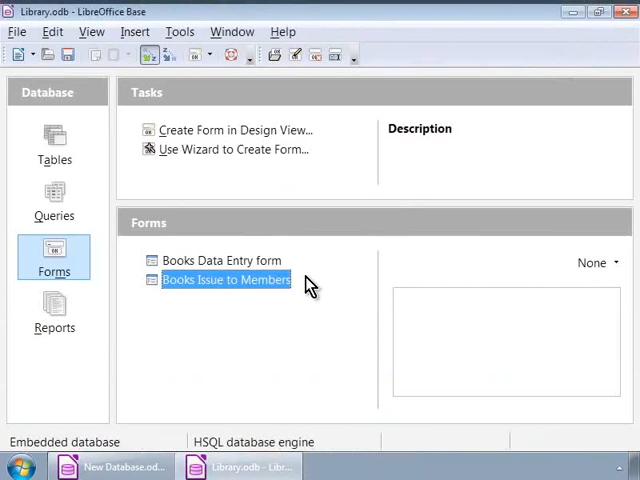 Library.odb - LibreOffice Base
File Edit View Insert Tools Window Help
Database
Tasks
Tables
Queries
Forms
Reports
Create Form in Design View...
Use Wizard to Create Form...
Description
Forms
Books Data Entry form
Books Issue to Members
None
Embedded database
HSQL database engine
New Database.od...
Library.odb - Libr...